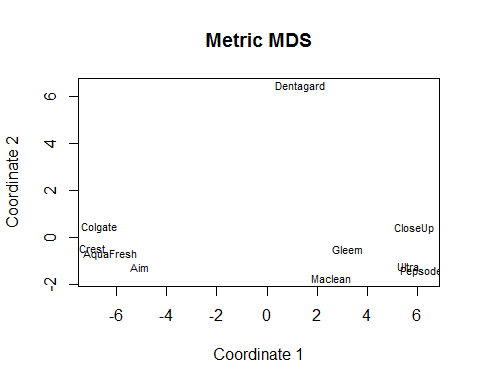 Metric MDS
Coordinate 2
6
4
2
0
-2
Dentagard
Colgate
CloseUp
Crest
AquaFresh
Gleem
Aim
Ultra
Pepsode
Maclean
-6
-4
-2
0
2
4
6
Coordinate 1